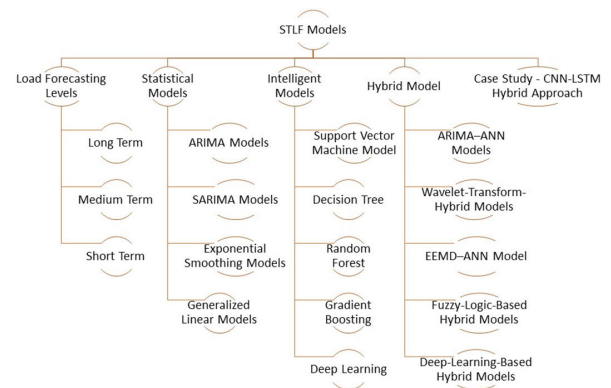 STLF Models
Load Forecasting
Levels
Long Term
Medium Term
Short Term
Statistical
Models
ARIMA Models
SARIMA Models
Exponential
Smoothing Models
Generalized
Linear Models
Intelligent
Models
Support Vector
Machine Model
Decision Tree
Random
Forest
Gradient
Boosting
Deep Learning
Hybrid Model
ARIMA–ANN
Models
Wavelet-Transform-
Hybrid Models
EEMD–ANN Model
Fuzzy-Logic-Based
Hybrid Models
Deep-Learning-Based
Hybrid Models
Case Study - CNN-LSTM
Hybrid Approach